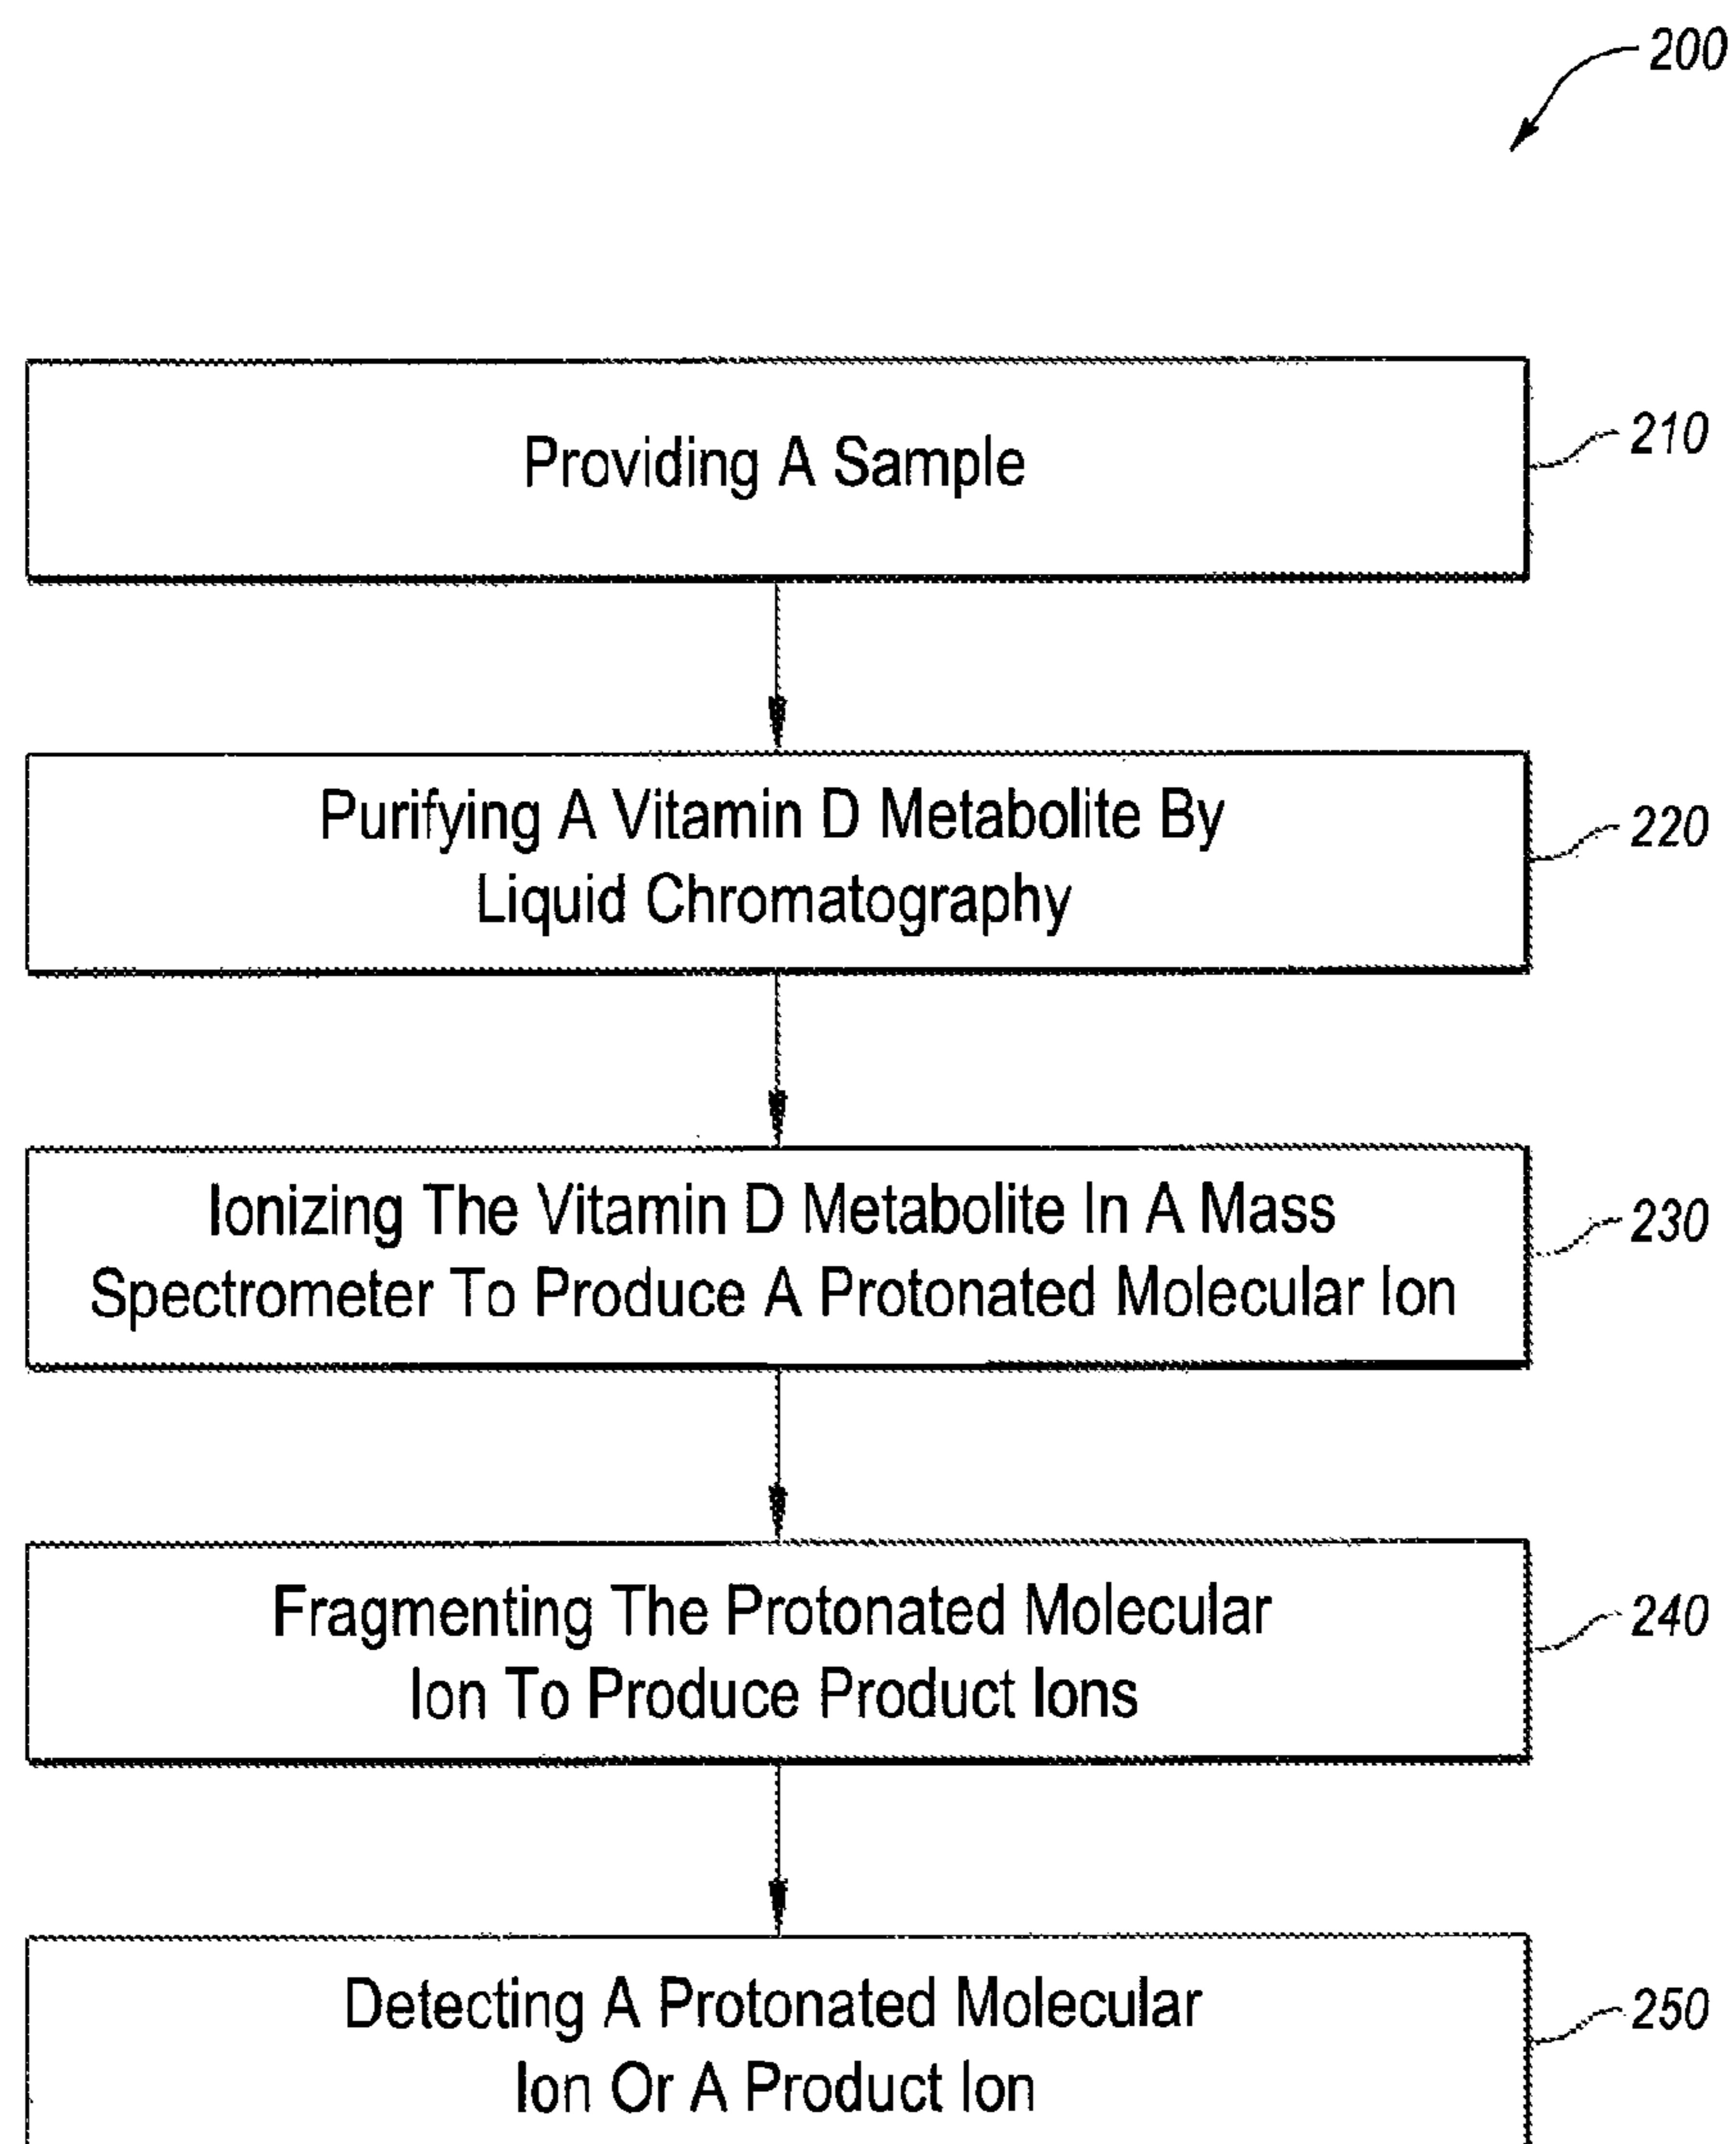 200
Providing A Sample
210
Purifying A Vitamin D Metabolite By
Liquid Chromatography
220
Ionizing The Vitamin D Metabolite In A Mass
Spectrometer To Produce A Protonated Molecular Ion
230
Fragmenting The Protonated Molecular
Ion To Produce Product Ions
240
Detecting A Protonated Molecular
Ion Or A Product Ion
250